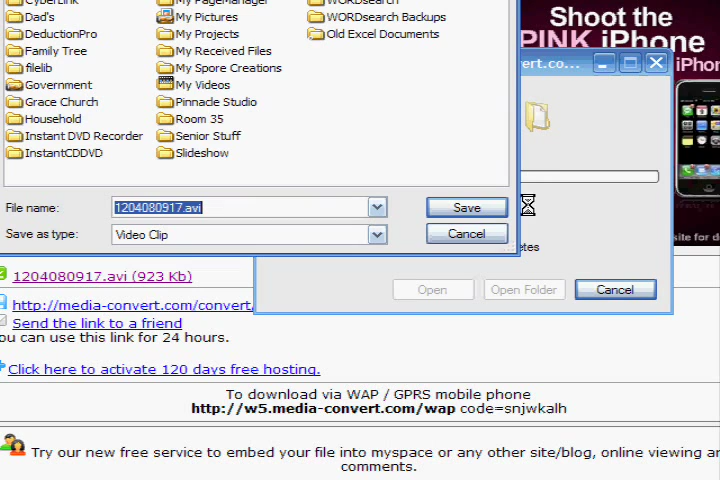 CyberLink
My PageManager
WORDsearch
Dad's
My Pictures
WORDsearch Backups
DeductionPro
My Projects
Old Excel Documents
Family Tree
My Received Files
filelib
My Spore Creations
Government
My Videos
Grace Church
Pinnacle Studio
Household
Room 35
Instant DVD Recorder
Senior Stuff
InstantCDDVD
Slideshow
File name:
1204080917.avi
Save
Save as type:
Video Clip
Cancel
Shoot the
PINK iPhone
iPhon
vert.co...
etes
Open
Open Folder
Cancel
site for d
1204080917.avi (923 Kb)
http://media-convert.com/convert/
Send the link to a friend
ou can use this link for 24 hours.
Click here to activate 120 days free hosting.
To download via WAP / GPRS mobile phone
http://w5.media-convert.com/wap code=snjwkalh
Try our new free service to embed your file into myspace or any other site/blog, online viewing an
comments.